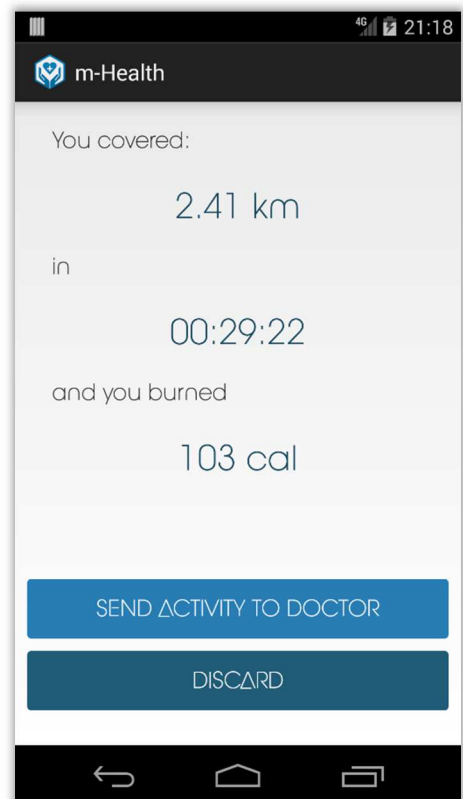 4G 21:18
m-Health
You covered:
2.41 km
in
00:29:22
and you burned
103 cal
SEND ACTIVITY TO DOCTOR
DISCARD